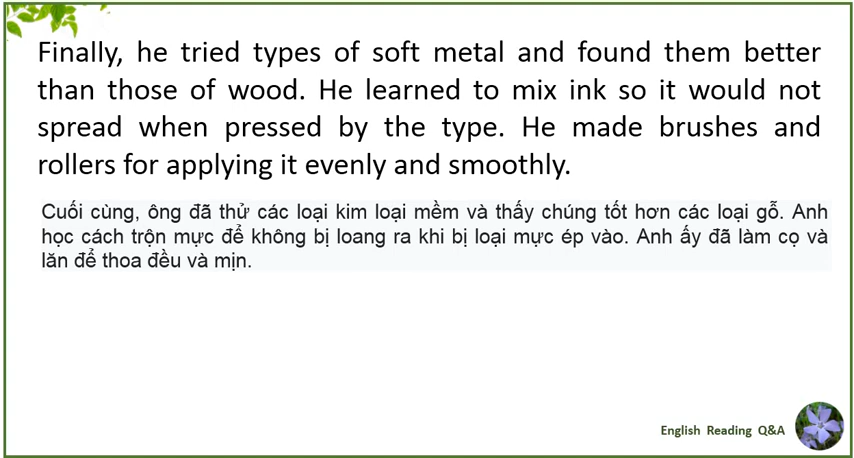 Finally, he tried types of soft metal and found them better
than those of wood. He learned to mix ink so it would not
spread when pressed by the type. He made brushes and
rollers for applying it evenly and smoothly.
Cuối cùng, ông đã thử các loại kim loại mềm và thấy chúng tốt hơn các loại gỗ. Anh
học cách trộn mực để không bị loang ra khi bị loại mực ép vào. Anh ấy đã làm cọ và
lăn để thoa đều và mịn.
English Reading Q&A